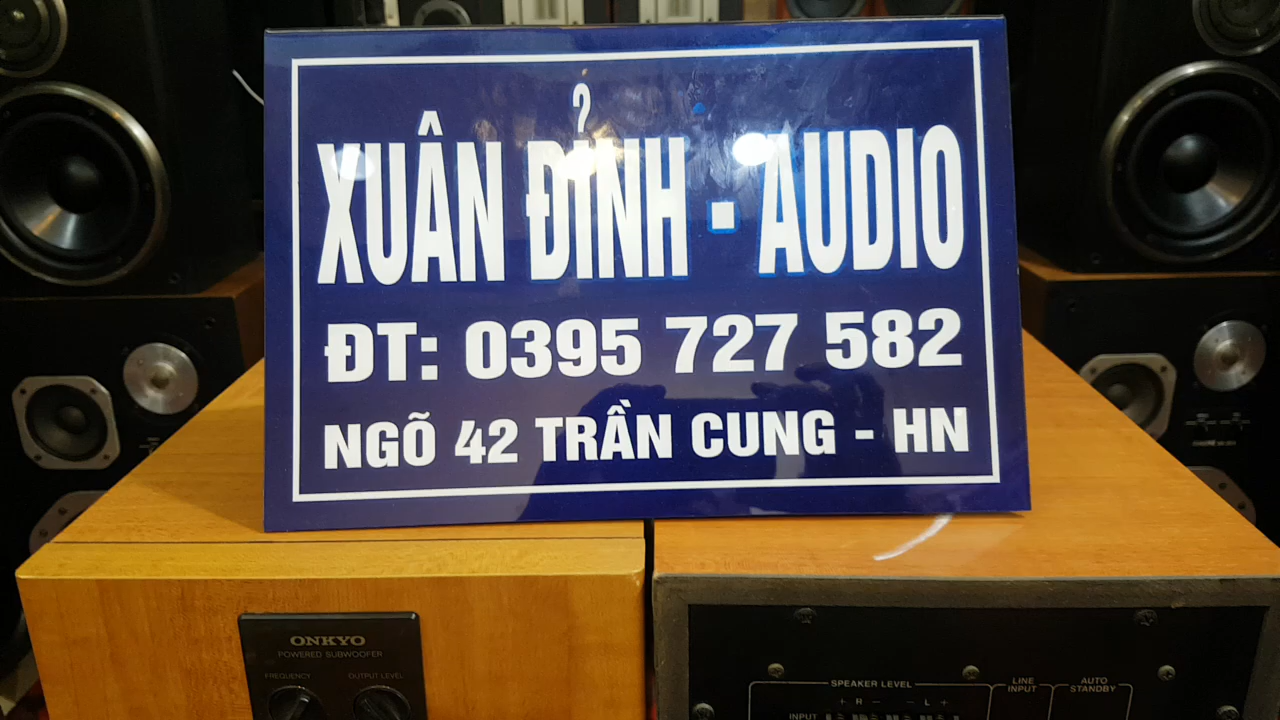 XUÂN ĐỈNH - AUDIO
ĐT: 0395 727 582
NGÕ 42 TRẦN CUNG - HN
ONKYO
POWERED SUBWOOFER
FREQUENCY OUTPUT LEVEL
SPEAKER LEVEL
LINE INPUT
AUTO STANDBY
+ R - - L +
INPUT